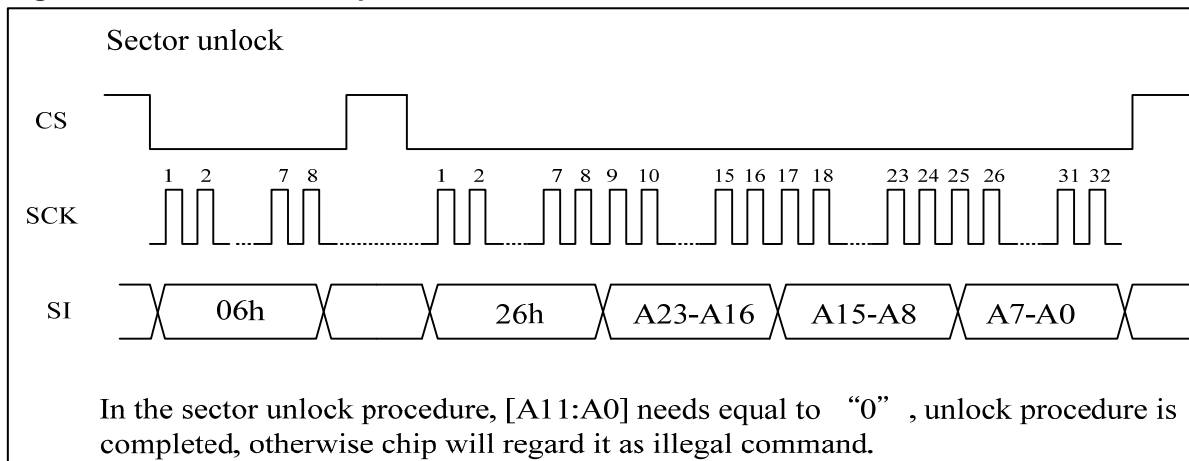 Sector unlock
CS
1 2 7 8 1 2 7 8 9 10 15 16 17 18 23 24 25 26 31 32
SCK
SI 06h 26h A23-A16 A15-A8 A7-A0
In the sector unlock procedure, [A11:A0] needs equal to “0” , unlock procedure is
completed, otherwise chip will regard it as illegal command.